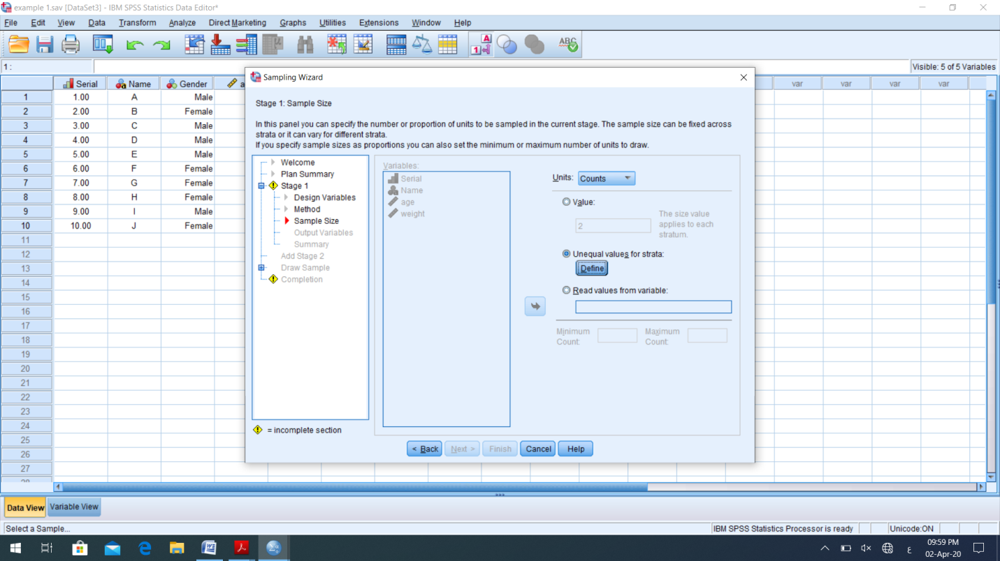 example 1.sav [DataSet3] - IBM SPSS Statistics Data Editor*
File Edit View Data Transform Analyze Direct Marketing Graphs Utilities Extensions Window Help
1 :
Visible: 5 of 5 Variables
Serial Name Gender a var var var var
1 1.00 A Male
2 2.00 B Female
3 3.00 C Male
4 4.00 D Male
5 5.00 E Male
6 6.00 F Female
7 7.00 G Female
8 8.00 H Female
9 9.00 I Male
10 10.00 J Female
11
12
13
14
15
16
17
18
19
20
21
22
23
24
25
26
27
28
Sampling Wizard
Stage 1: Sample Size
In this panel you can specify the number or proportion of units to be sampled in the current stage. The sample size can be fixed across
strata or it can vary for different strata.
If you specify sample sizes as proportions you can also set the minimum or maximum number of units to draw.
Welcome
Plan Summary
Stage 1
Design Variables
Method
Sample Size
Output Variables
Summary
Add Stage 2
Draw Sample
Completion
= incomplete section
Variables:
Serial
Name
age
weight
Units: Counts
Value:
2
The size value
applies to each
stratum.
Unequal values for strata:
Define
Read values from variable:
Minimum
Count:
Maximum
Count:
< Back Next > Finish Cancel Help
Data View Variable View
Select a Sample...
IBM SPSS Statistics Processor is ready Unicode:ON
ع
09:59 PM
02-Apr-20